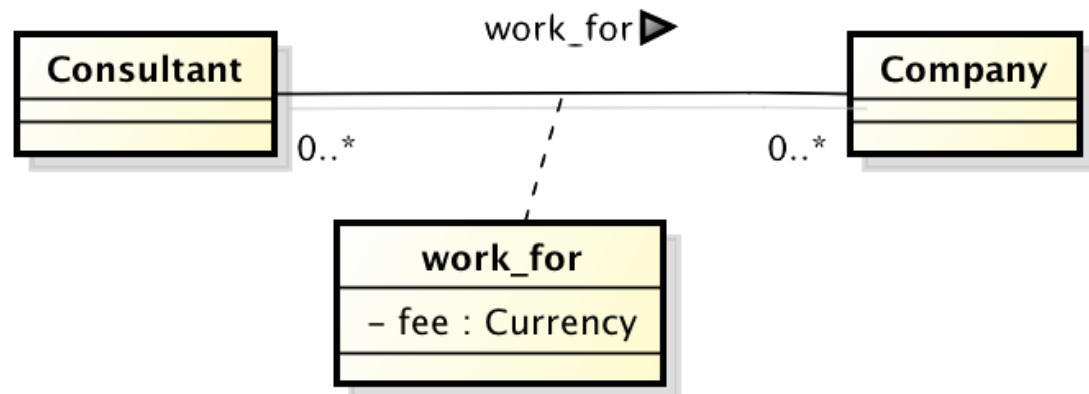 work_for
Consultant
Company
0..*
0..*
work_for
- fee : Currency